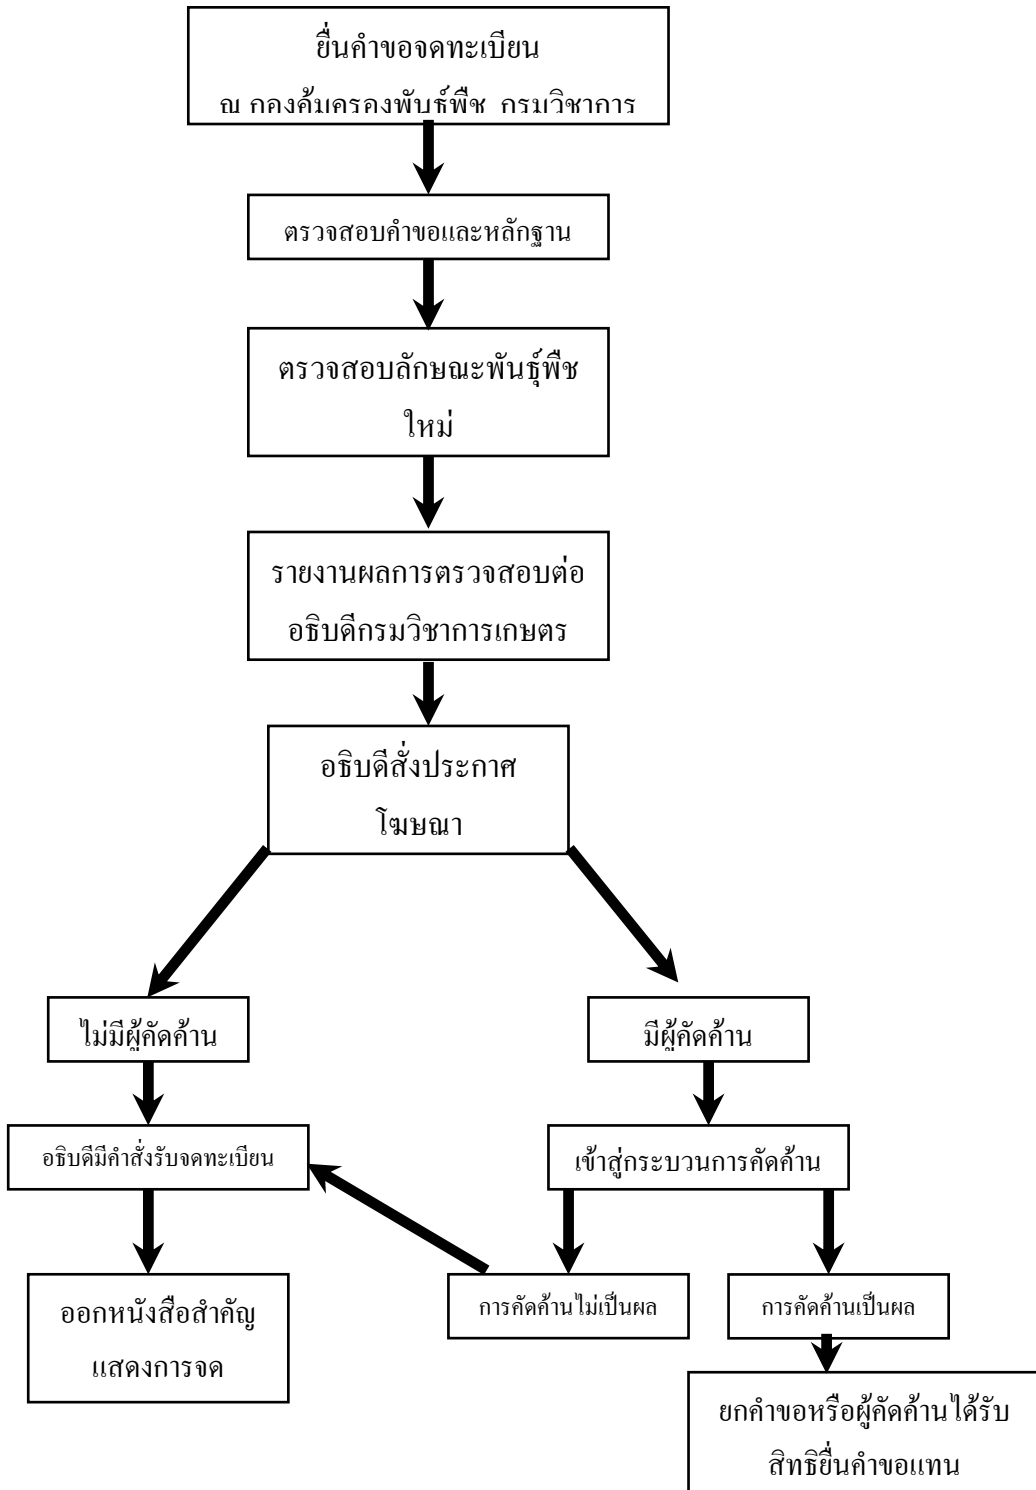 ยื่นคำขอจดทะเบียน
ณ กองคุ้มครองพันธุ์พืช กรมวิชาการ
ตรวจสอบคำขอและหลักฐาน
ตรวจสอบลักษณะพันธุ์พืช
ใหม่
รายงานผลการตรวจสอบต่อ
อธิบดีกรมวิชาการเกษตร
อธิบดีสั่งประกาศ
โฆษณา
ไม่มีผู้คัดค้าน
มีผู้คัดค้าน
อธิบดีมีคำสั่งรับจดทะเบียน
เข้าสู่กระบวนการคัดค้าน
ออกหนังสือสำคัญ
แสดงการจด
การคัดค้านไม่เป็นผล
การคัดค้านเป็นผล
ยกคำขอหรือผู้คัดค้านได้รับ
สิทธิยื่นคำขอแทน